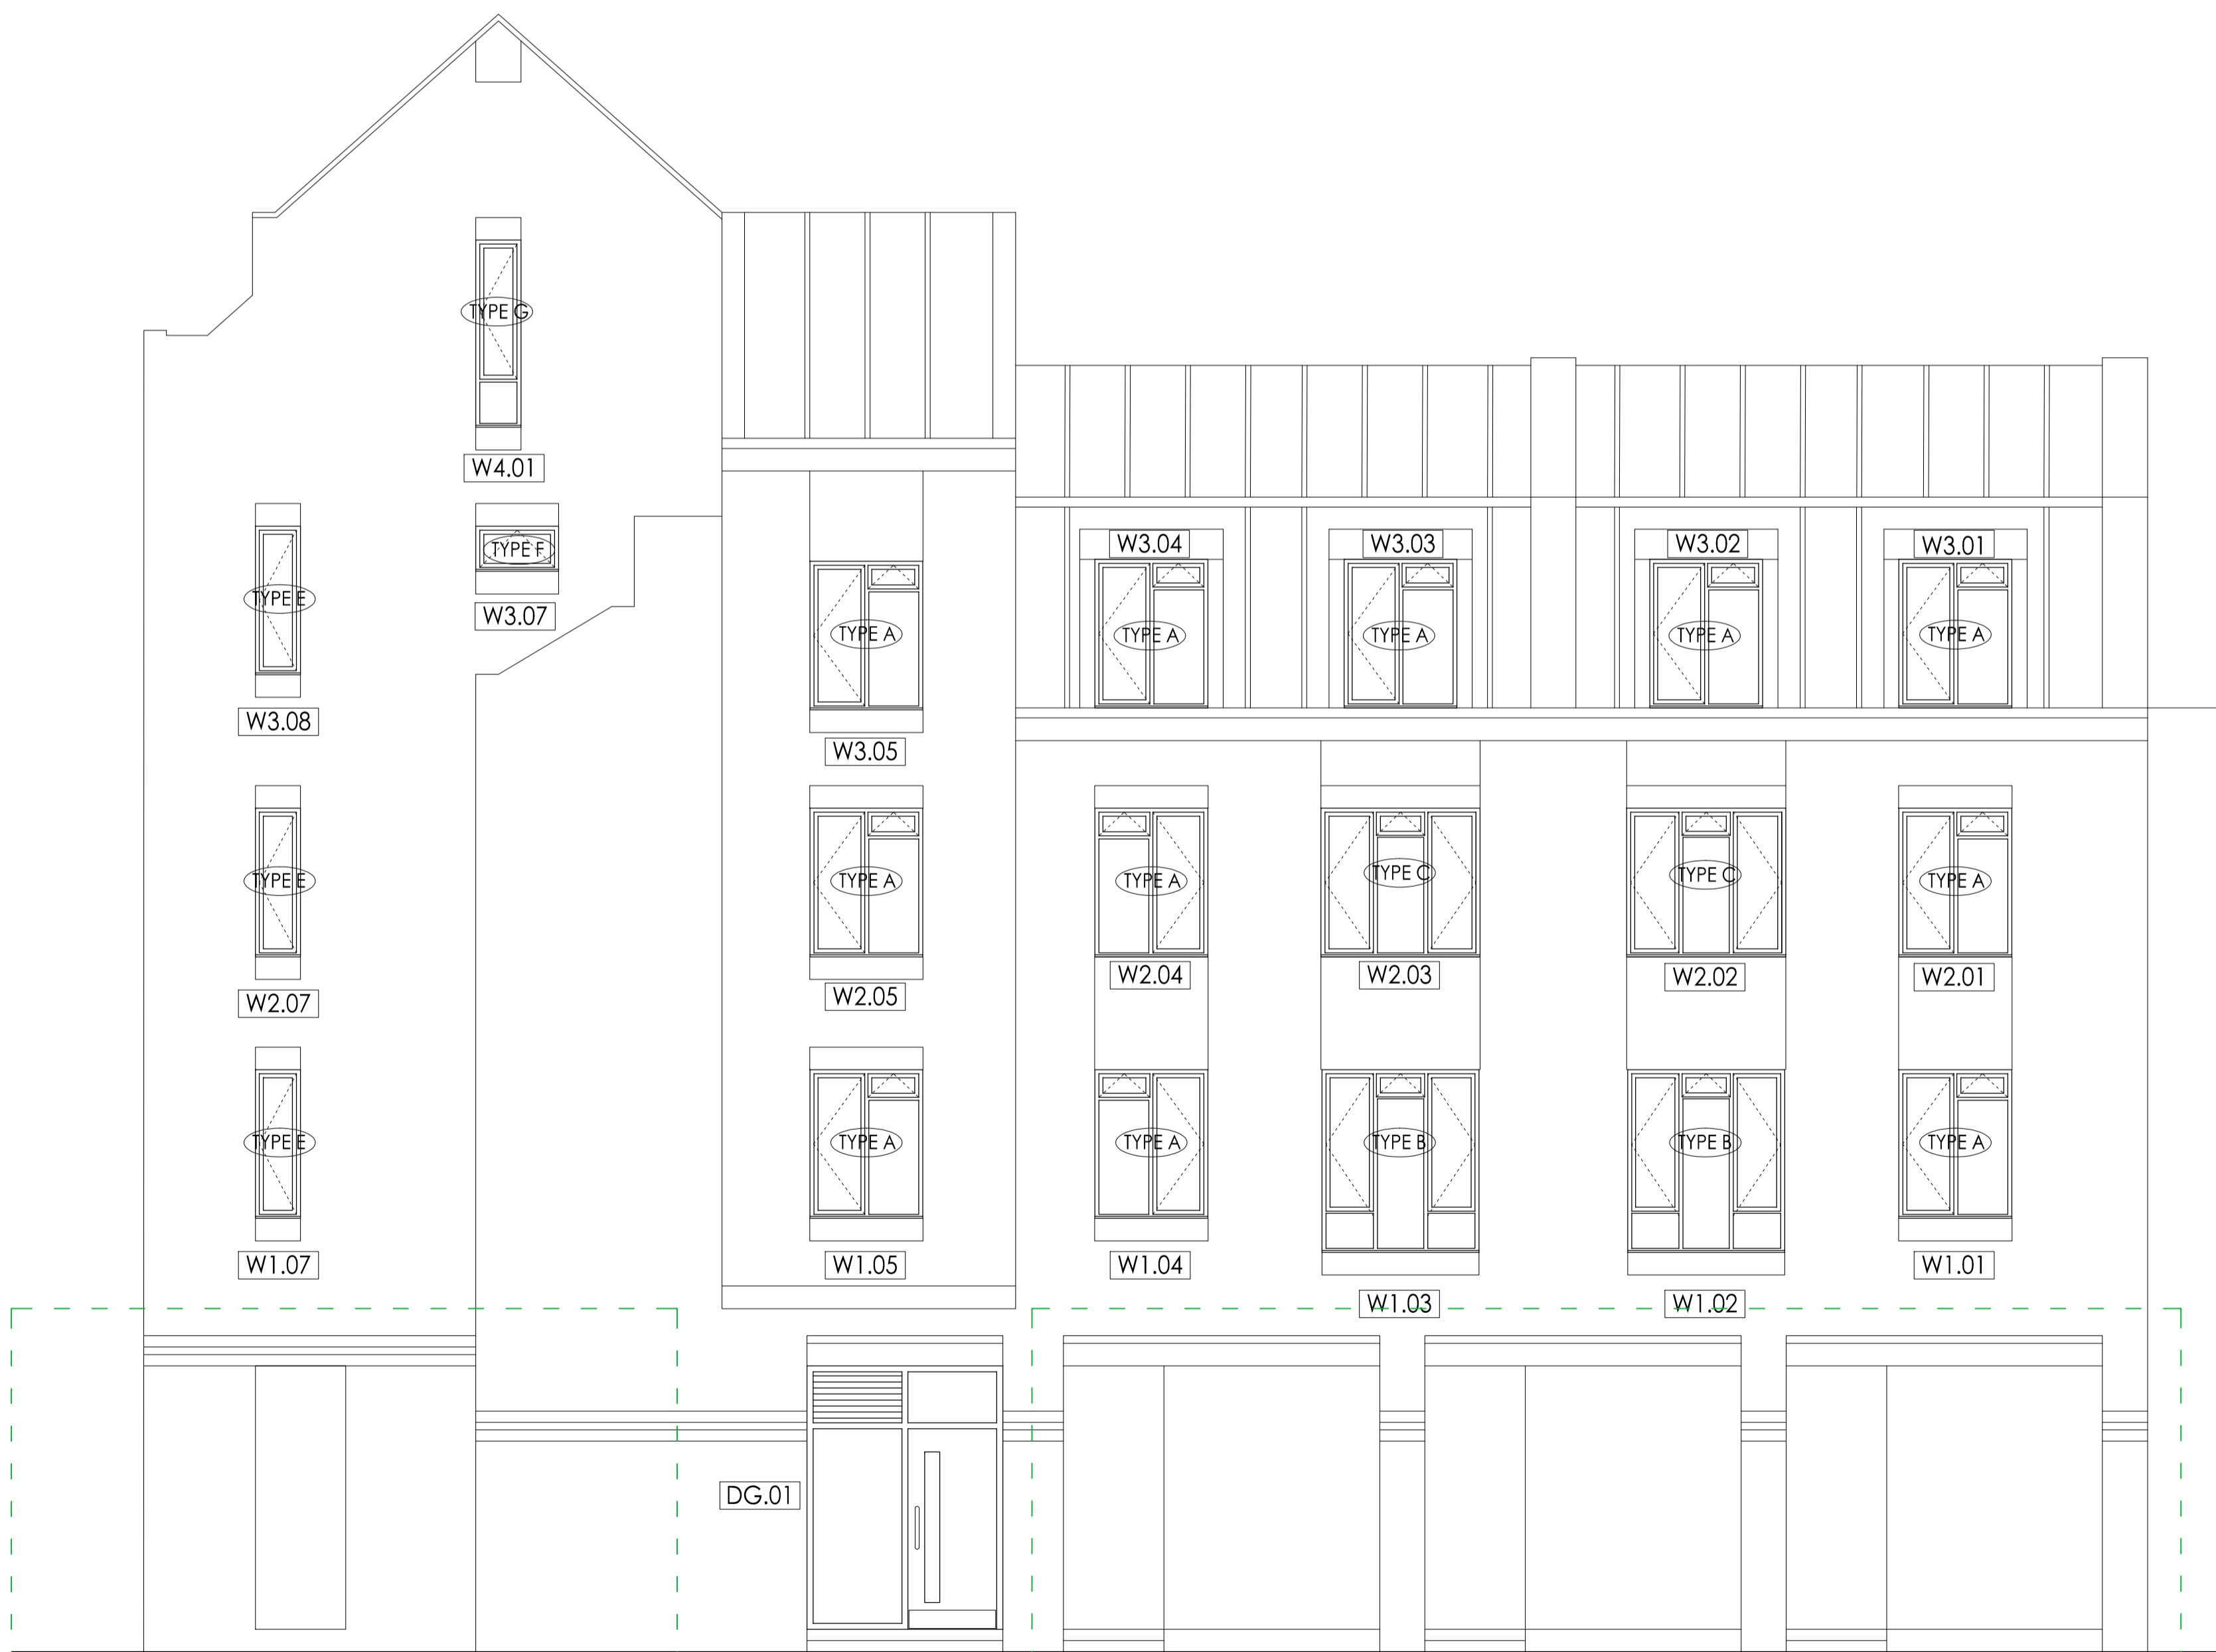 TYPE G
W4.01
TYPE F
W3.07
TYPE E
W3.08
W3.04
W3.03
W3.02
W3.01
TYPE A
TYPE A
TYPE A
TYPE A
TYPE A
W3.05
TYPE E
TYPE A
TYPE A
TYPE C
TYPE C
TYPE A
W2.07
W2.05
W2.04
W2.03
W2.02
W2.01
TYPE E
TYPE A
TYPE A
TYPE B
TYPE B
TYPE A
W1.07
W1.05
W1.04
W1.03
W1.02
W1.01
DG.01